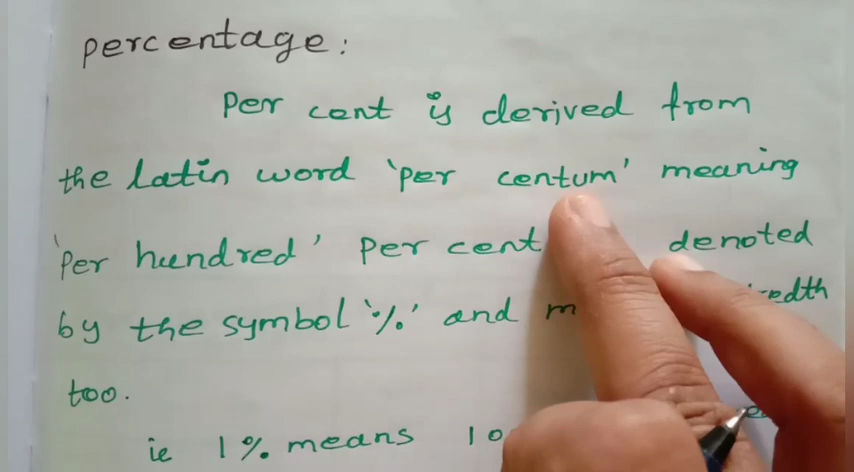 percentage:
Per cent is derived from
the Latin word 'per centum' meaning
'Per hundred' Per cent denoted
by the symbol '%' and
too.
ie 1% means